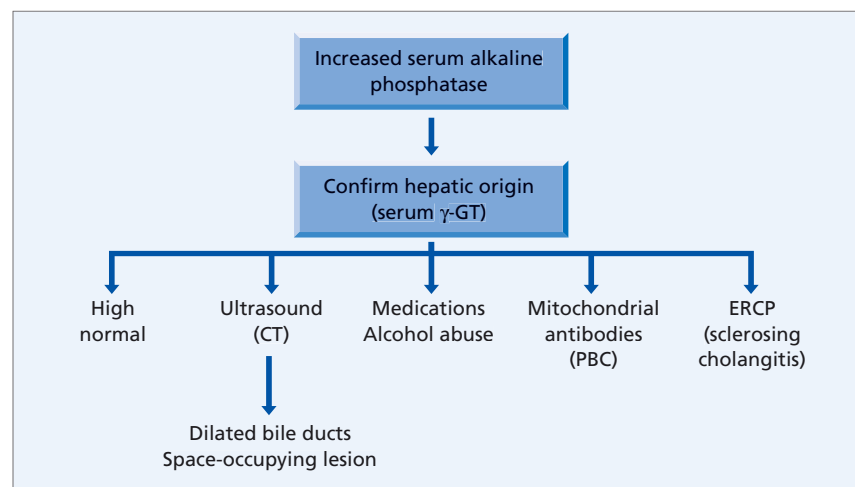 Increased serum alkaline
phosphatase
Confirm hepatic origin
(serum γ-GT)
High
normal
Ultrasound
(CT)
Medications
Alcohol abuse
Mitochondrial
antibodies
(PBC)
ERCP
(sclerosing
cholangitis)
Dilated bile ducts
Space-occupying lesion